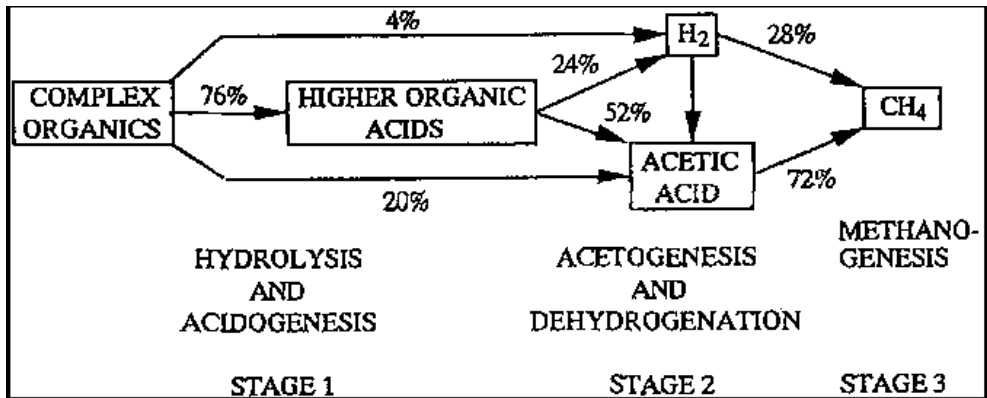 4%
H2
28%
24%
COMPLEX
ORGANICS
76%
HIGHER ORGANIC
ACIDS
52%
CH4
ACETIC
ACID
72%
20%
HYDROLYSIS
AND
ACIDOGENESIS
ACETOGENESIS
AND
DEHYDROGENATION
METHANO-
GENESIS
STAGE 1
STAGE 2
STAGE 3